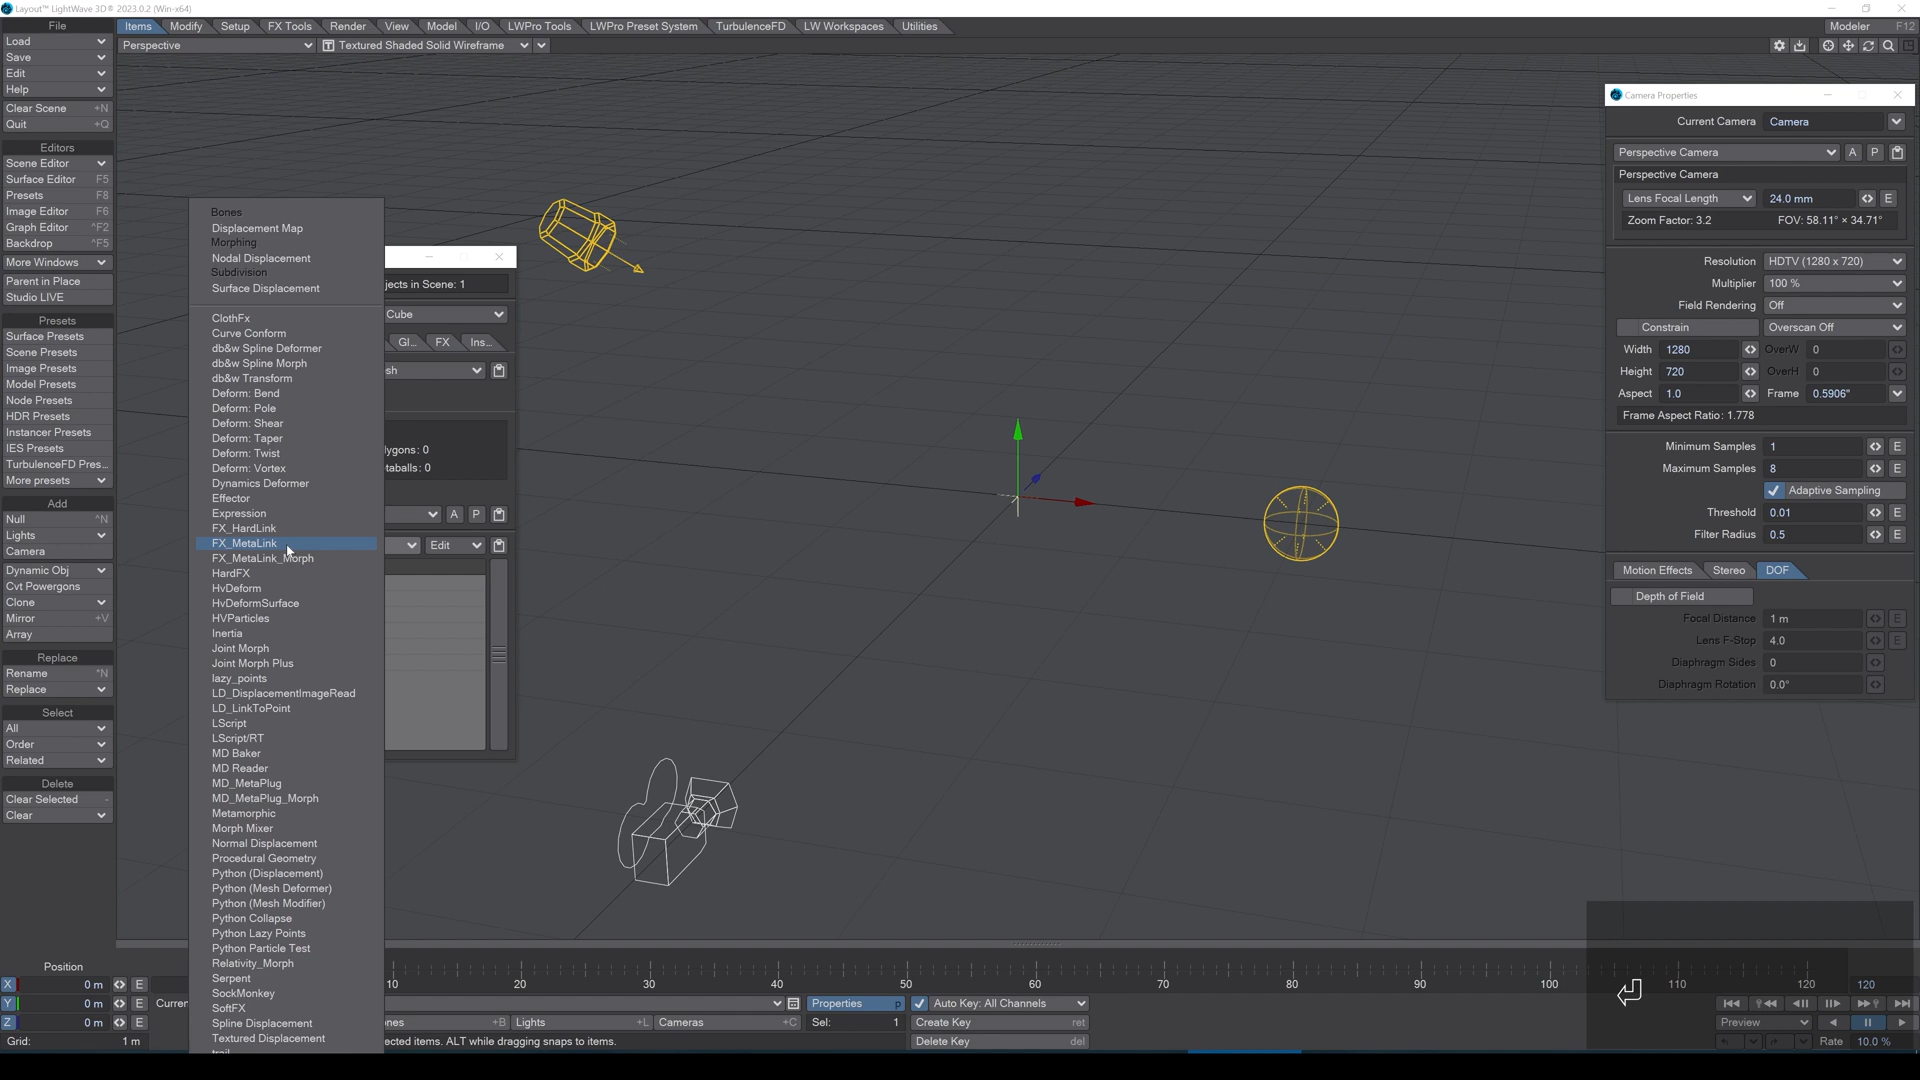 Layout™ LightWave 3D® 2023.0.2 (Win-x64)
File
Items
Modify
Setup
FX Tools
Render
View
Model
I/O
LWPro Tools
LWPro Preset System
TurbulenceFD
LW Workspaces
Utilities
Modeler F12
Perspective
Textured Shaded Solid Wireframe
Load
Save
Edit
Help
Clear Scene +N
Quit +Q
Editors
Scene Editor
Surface Editor F5
Presets F8
Image Editor F6
Graph Editor ^F2
Backdrop ^F5
More Windows
Parent in Place
Studio LIVE
Presets
Surface Presets
Scene Presets
Image Presets
Model Presets
Node Presets
HDR Presets
Instancer Presets
IES Presets
TurbulenceFD Pres...
More presets
Add
Null ^N
Lights
Camera
Dynamic Obj
Cvt Powergons
Clone
Mirror +V
Array
Replace
Rename ^N
Replace
Select
All
Order
Related
Delete
Clear Selected -
Clear
Bones
Displacement Map
Morphing
Nodal Displacement
Subdivision
Surface Displacement
ClothFx
Curve Conform
db&w Spline Deformer
db&w Spline Morph
db&w Transform
Deform: Bend
Deform: Pole
Deform: Shear
Deform: Taper
Deform: Twist
Deform: Vortex
Dynamics Deformer
Effector
Expression
FX_HardLink
FX_MetaLink
FX_MetaLink_Morph
HardFX
HvDeform
HvDeformSurface
HVParticles
Inertia
Joint Morph
Joint Morph Plus
lazy_points
LD_DisplacementImageRead
LD_LinkToPoint
LScript
LScript/RT
MD Baker
MD Reader
MD_MetaPlug
MD_MetaPlug_Morph
Metamorphic
Morph Mixer
Normal Displacement
Procedural Geometry
Python (Displacement)
Python (Mesh Deformer)
Python (Mesh Modifier)
Python Collapse
Python Lazy Points
Python Particle Test
Relativity_Morph
Serpent
SockMonkey
SoftFX
Spline Displacement
Textured Displacement
trail
jects in Scene: 1
Cube
Gl...
FX
Ins...
sh
lygons: 0
taballs: 0
A P
Edit
Camera Properties
Current Camera Camera
Perspective Camera A P
Perspective Camera
Lens Focal Length 24.0 mm E
Zoom Factor: 3.2 FOV: 58.11° × 34.71°
Resolution HDTV (1280 x 720)
Multiplier 100 %
Field Rendering Off
Constrain Overscan Off
Width 1280 OverW 0
Height 720 OverH 0
Aspect 1.0 Frame 0.5906"
Frame Aspect Ratio: 1.778
Minimum Samples 1 E
Maximum Samples 8 E
Adaptive Sampling
Threshold 0.01 E
Filter Radius 0.5 E
Motion Effects Stereo DOF
Depth of Field
Focal Distance 1 m E
Lens F-Stop 4.0 E
Diaphragm Sides 0
Diaphragm Rotation 0.0°
Position
X 0 m E
Y 0 m E Curren
Z 0 m E
Grid: 1 m
10 20 30 40 50 60 70 80 90 100 110 120 120
Properties p
Auto Key: All Channels
ones +B Lights +L Cameras +C
Sel: 1
Create Key ret
Delete Key del
ected items. ALT while dragging snaps to items.
Preview
Rate 10.0 %